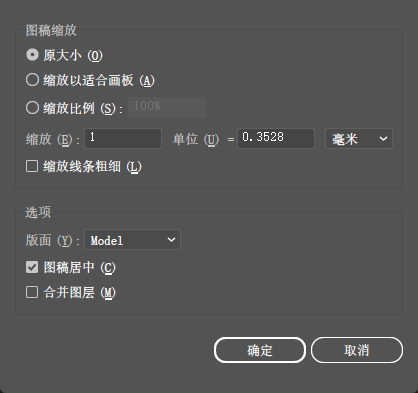 图稿缩放
原大小 (O)
缩放以适合画板 (A)
缩放比例 (S): 100%
缩放 (E): 1 单位 (U) = 0.3528 毫米
缩放线条粗细 (L)
选项
版面 (Y): Model
图稿居中 (C)
合并图层 (M)
确定 取消